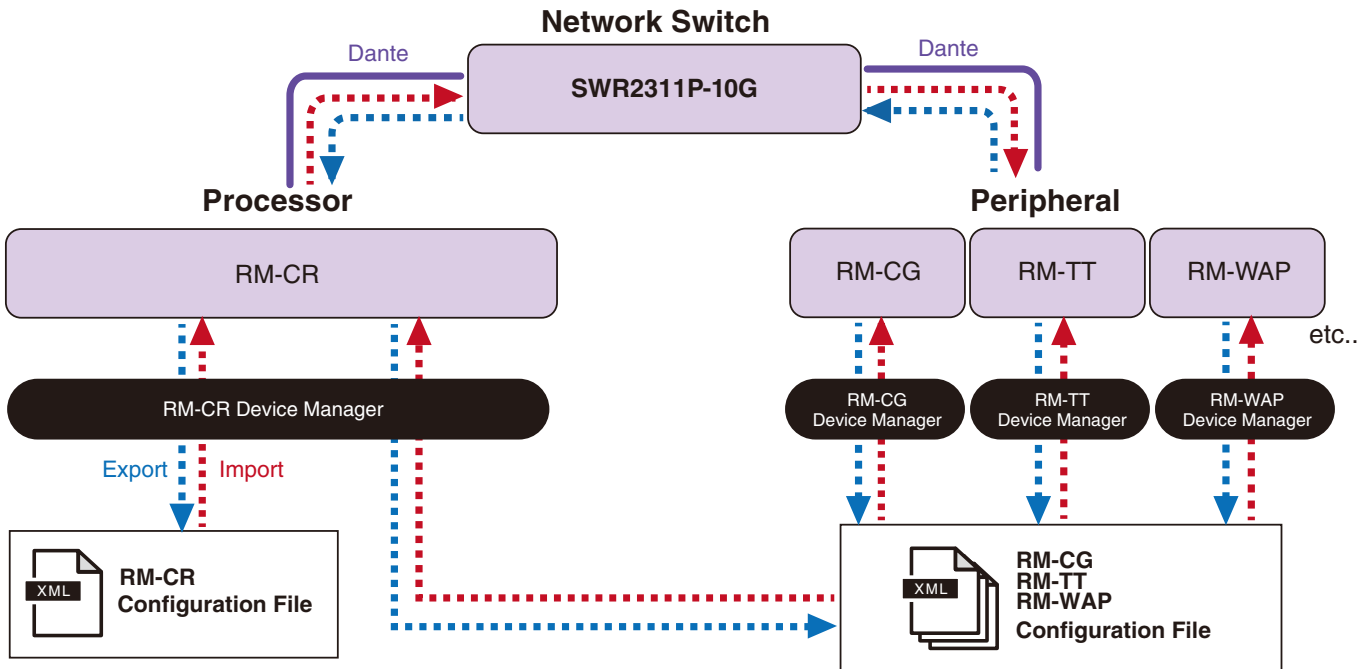 Network Switch
Dante
Dante
SWR2311P-10G
Processor
Peripheral
RM-CR
RM-CG
RM-TT
RM-WAP
etc..
RM-CR Device Manager
RM-CG
Device Manager
RM-TT
Device Manager
RM-WAP
Device Manager
Export
Import
XML
RM-CR
Configuration File
XML
RM-CG
RM-TT
RM-WAP
Configuration File